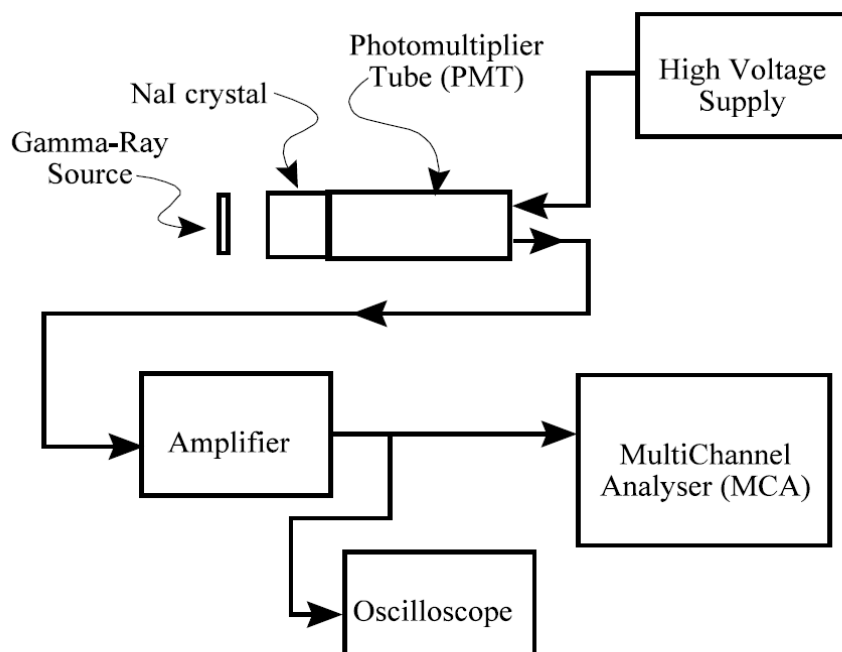 Photomultiplier
Tube (PMT)
High Voltage
Supply
NaI crystal
Gamma-Ray
Source
Amplifier
MultiChannel
Analyser (MCA)
Oscilloscope